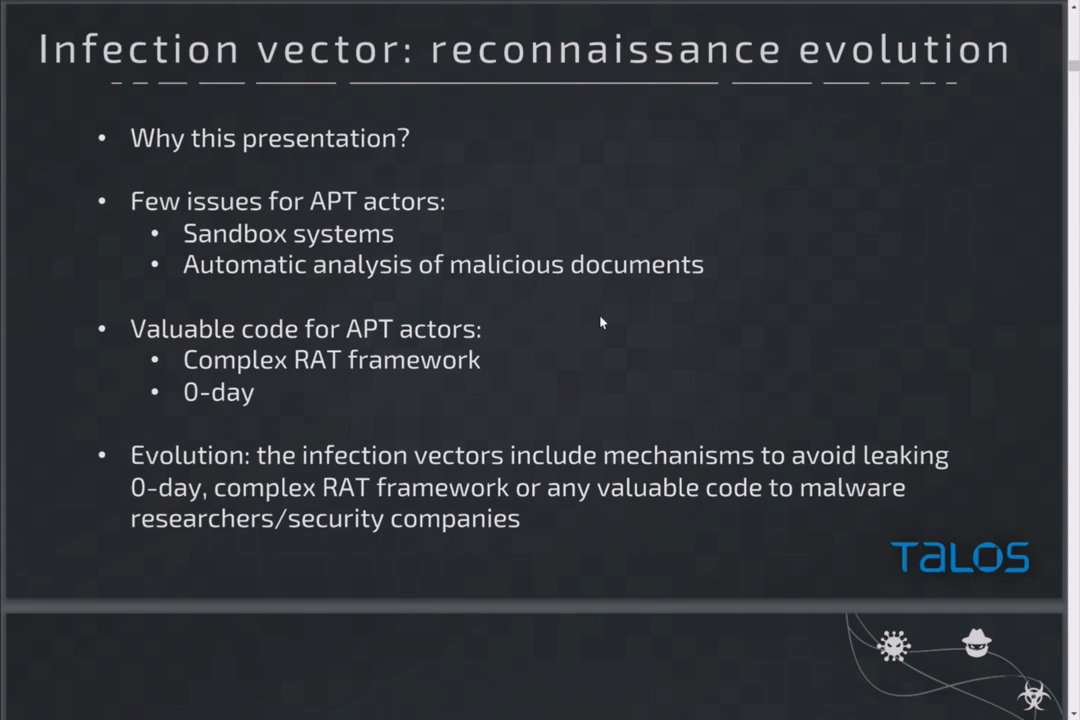 Infection vector: reconnaissance evolution
• Why this presentation?
• Few issues for APT actors:
• Sandbox systems
• Automatic analysis of malicious documents
• Valuable code for APT actors:
• Complex RAT framework
• 0-day
• Evolution: the infection vectors include mechanisms to avoid leaking
0-day, complex RAT framework or any valuable code to malware
researchers/security companies
TALOS